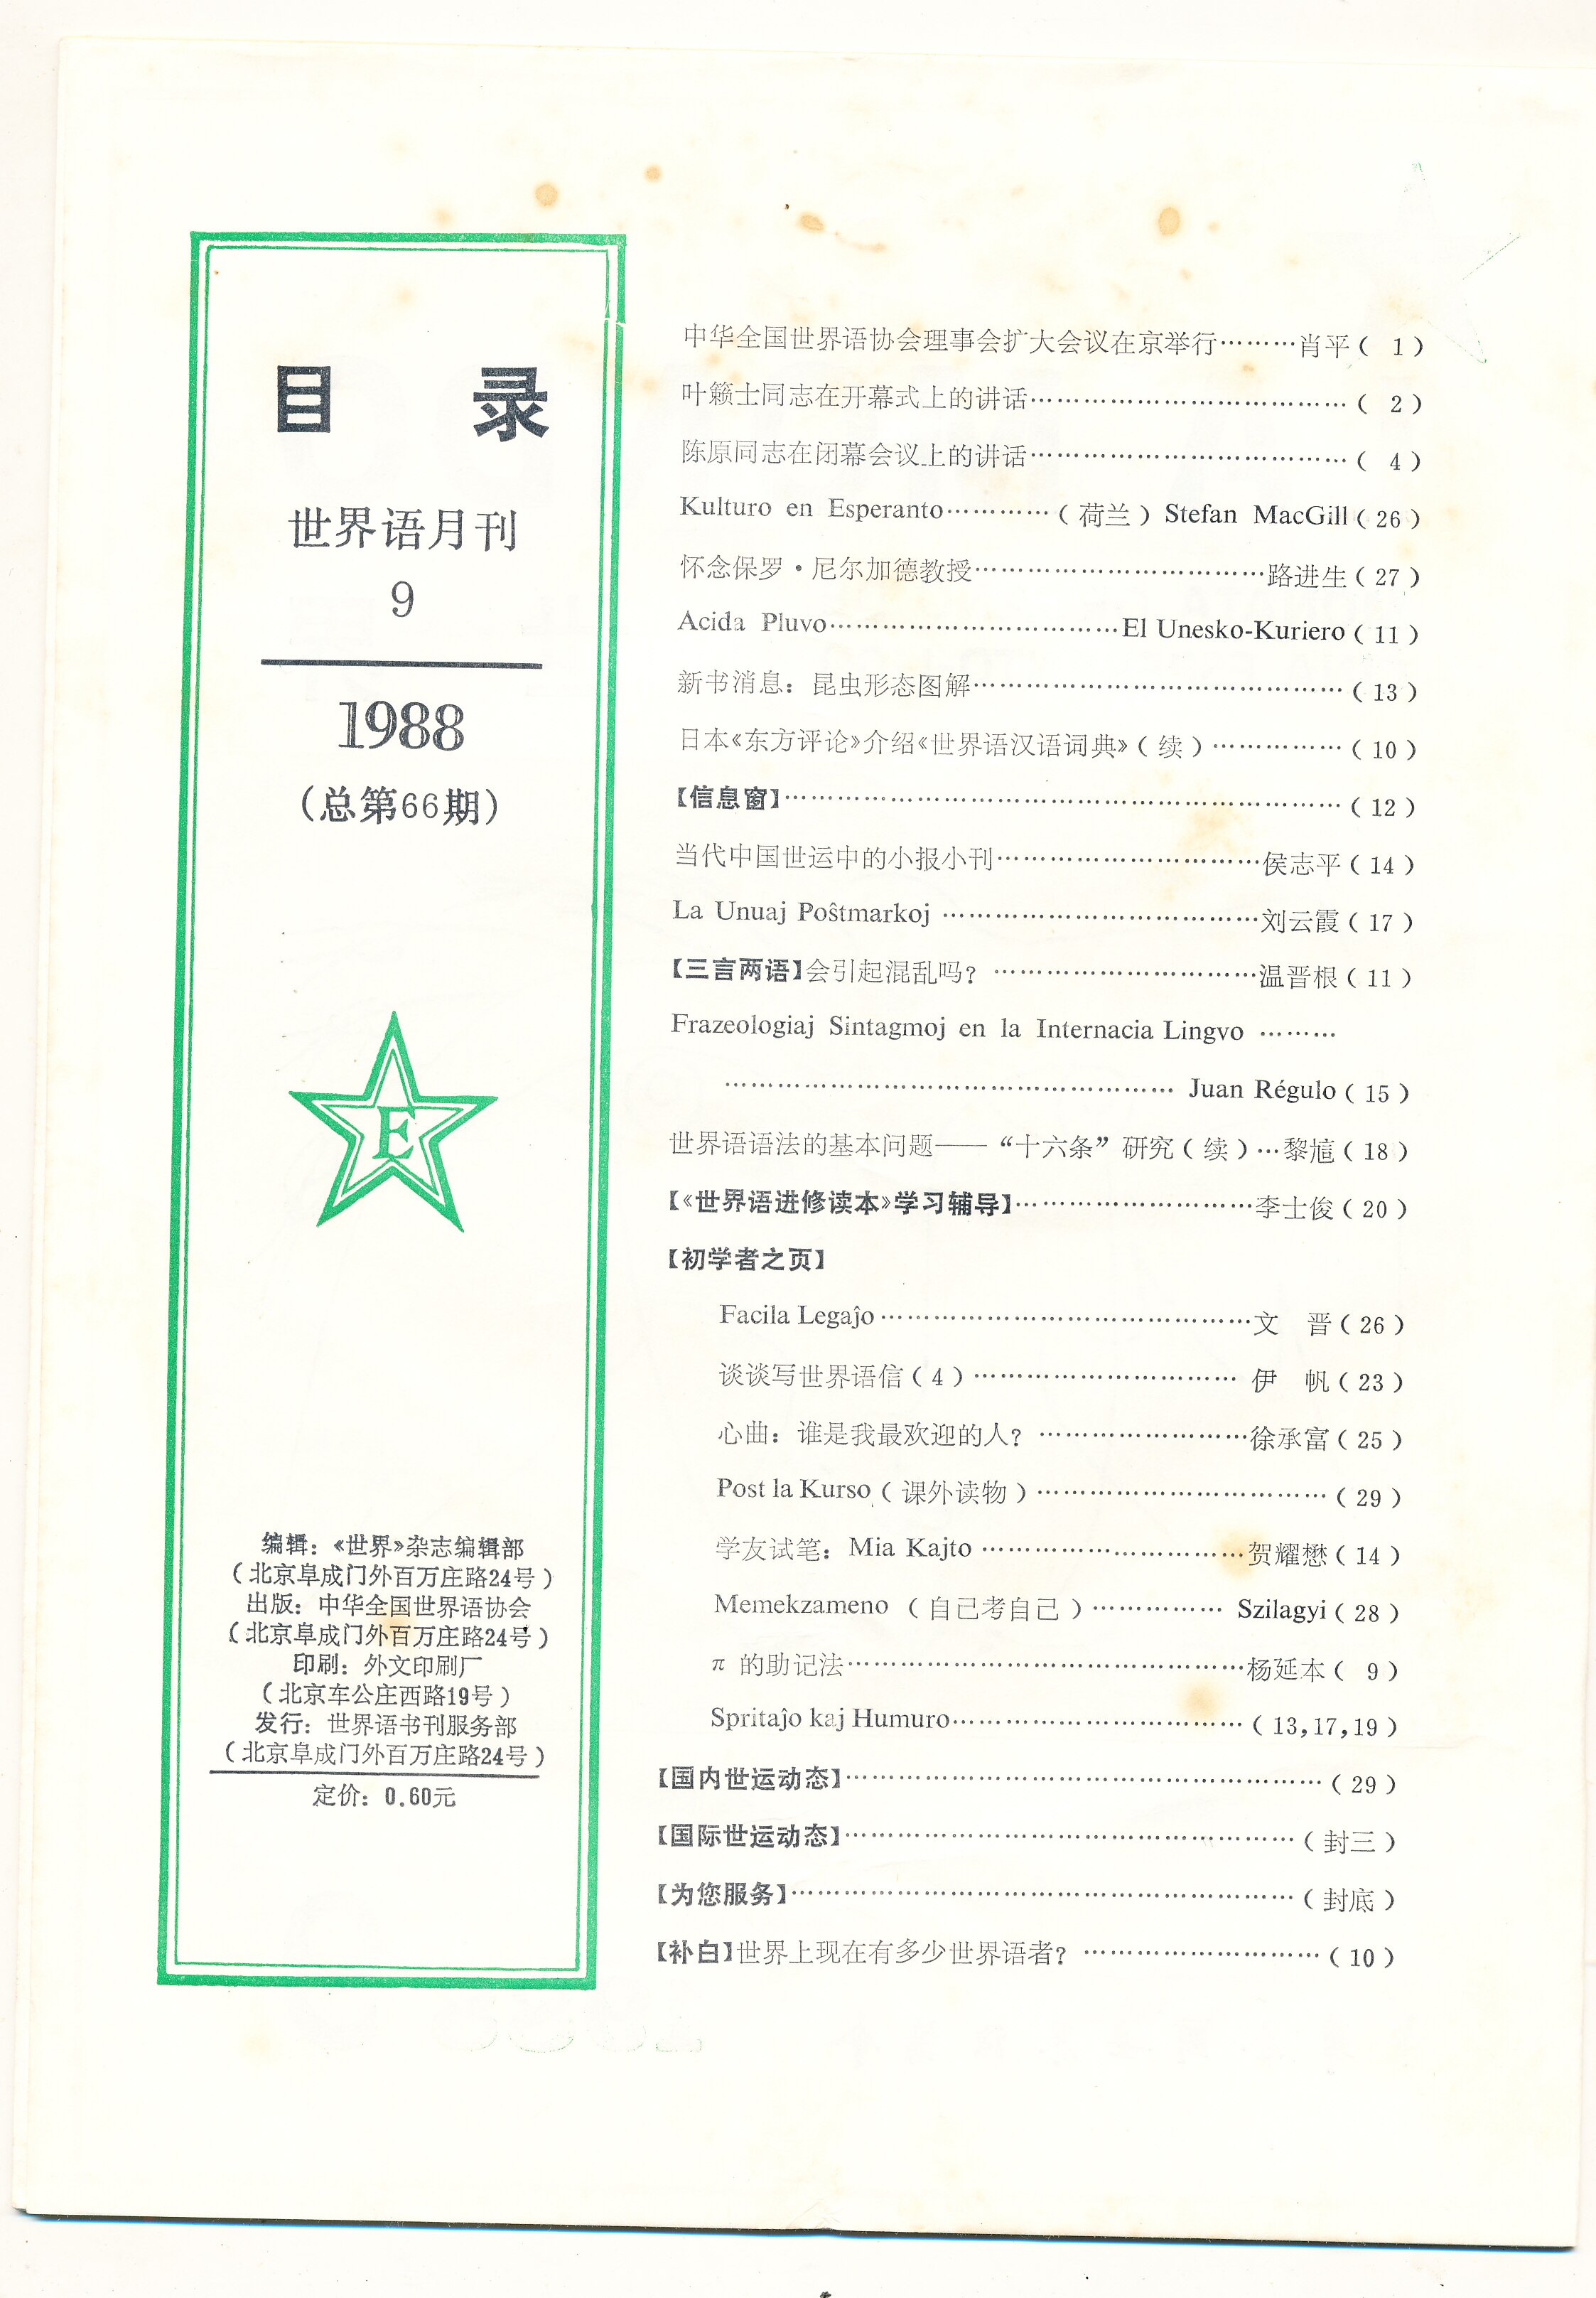 目 录
世界语月刊
9
1988
(总第66期)
E
编辑：《世界》杂志编辑部
(北京阜成门外百万庄路24号)
出版：中华全国世界语协会
(北京阜成门外百万庄路24号)
印刷：外文印刷厂
(北京车公庄西路19号)
发行：世界语书刊服务部
(北京阜成门外百万庄路24号)
定价：0.60元
中华全国世界语协会理事会扩大会议在京举行………肖平( 1 )
叶籁士同志在开幕式上的讲话………………………………( 2 )
陈原同志在闭幕会议上的讲话………………………………( 4 )
Kulturo en Esperanto…………(荷兰) Stefan MacGill(26)
怀念保罗·尼尔加德教授……………………………路进生(27)
Acida Pluvo……………………………El Unesko-Kuriero(11)
新书消息：昆虫形态图解……………………………………(13)
日本《东方评论》介绍《世界语汉语词典》(续)……………(10)
【信息窗】………………………………………………………(12)
当代中国世运中的小报小刊…………………………侯志平(14)
La Unuaj Poŝtmarkoj ………………………………刘云霞(17)
【三言两语】会引起混乱吗？…………………………温晋根(11)
Frazeologiaj Sintagmoj en la Internacia Lingvo ………
…………………………………………… Juan Régulo(15)
世界语语法的基本问题——“十六条”研究(续)…黎馗(18)
【《世界语进修读本》学习辅导】………………………李士俊(20)
【初学者之页】
Facila Legaĵo……………………………………文 晋(26)
谈谈写世界语信(4)………………………… 伊 帆(23)
心曲：谁是我最欢迎的人？……………………徐承富(25)
Post la Kurso(课外读物)……………………………(29)
学友试笔：Mia Kajto …………………………贺耀懋(14)
Memekzameno (自己考自己)…………… Szilagyi(28)
π 的助记法………………………………………杨延本( 9 )
Spritaĵo kaj Humuro……………………………(13,17,19)
【国内世运动态】………………………………………………(29)
【国际世运动态】……………………………………………(封三)
【为您服务】…………………………………………………(封底)
【补白】世界上现在有多少世界语者？………………………(10)